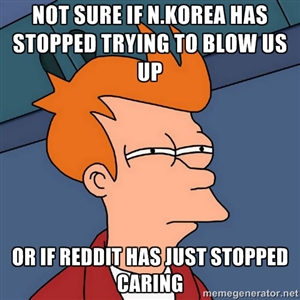 NOT SURE IF N.KOREA HAS
STOPPED TRYING TO BLOW US
UP
OR IF REDDIT HAS JUST STOPPED
CARING
memegenerator.net